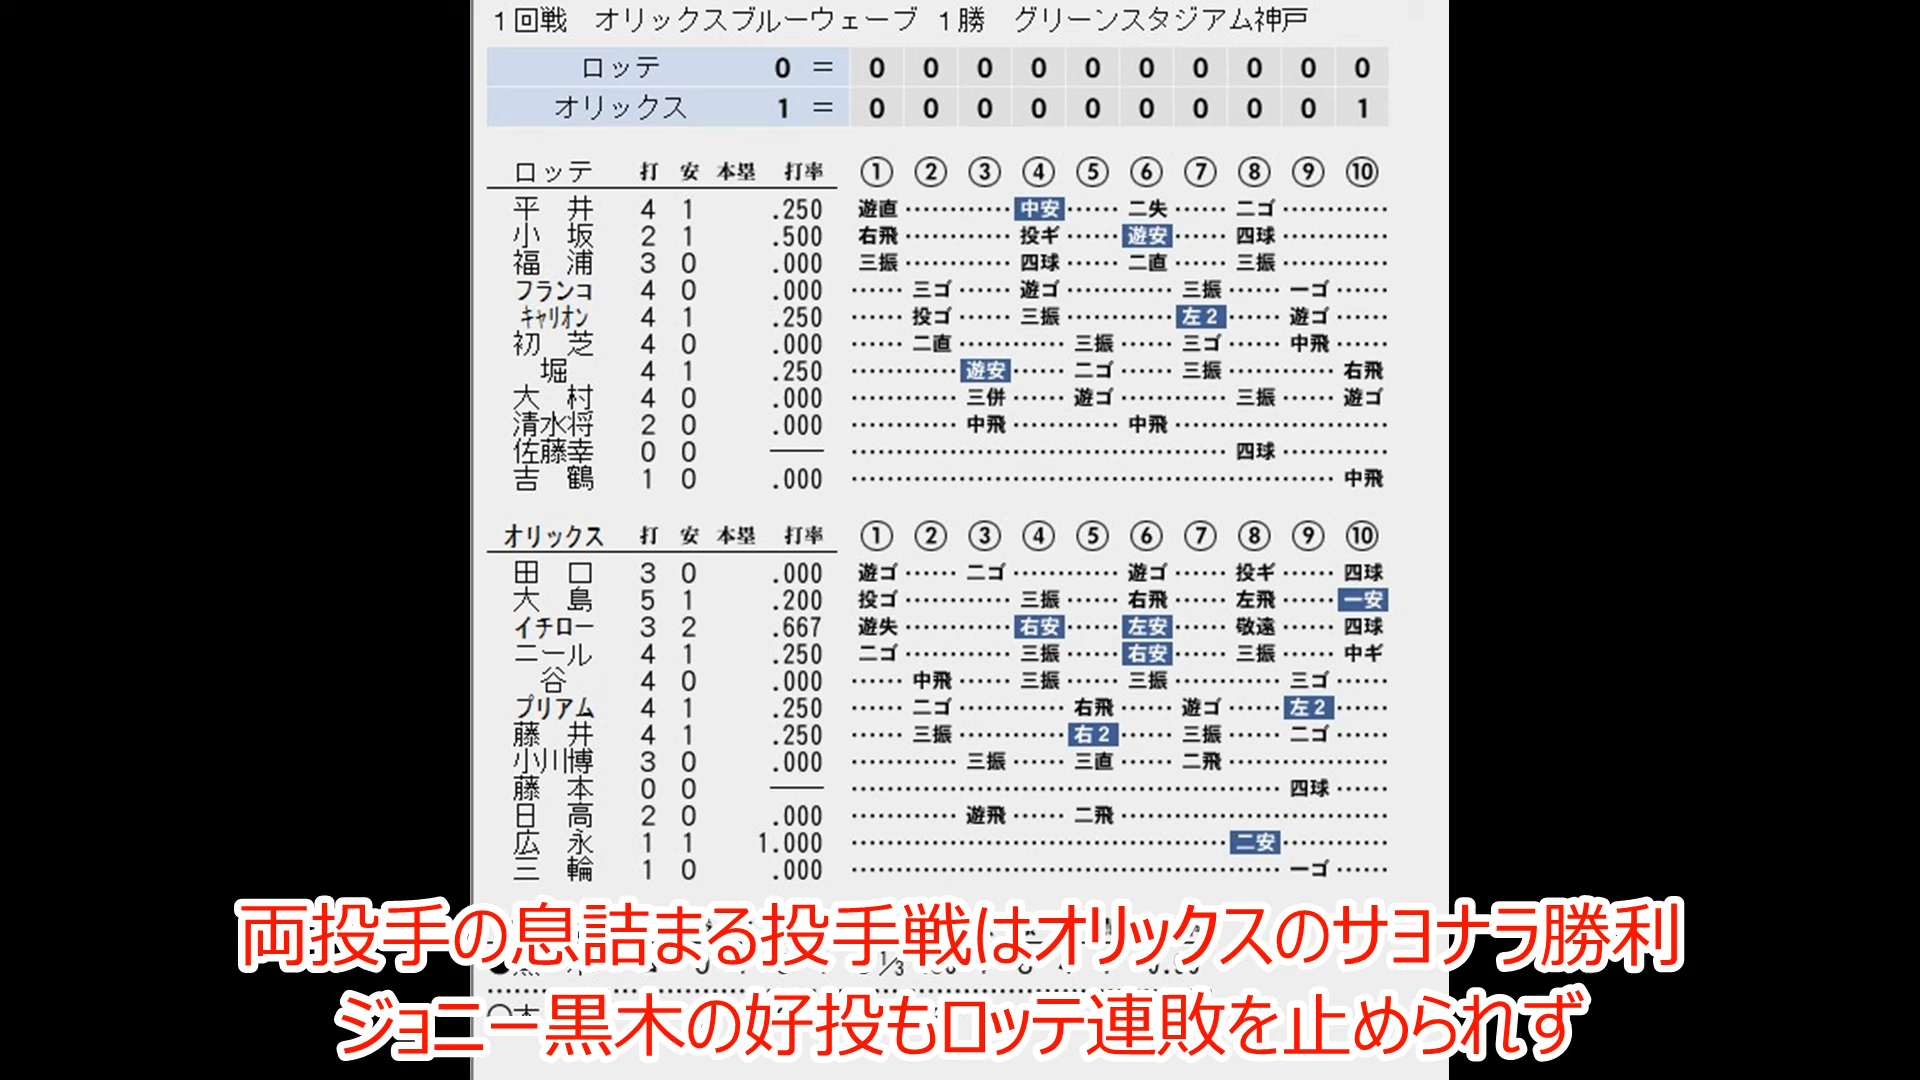 1回戦　オリックスブルーウェーブ 1勝　グリーンスタジアム神戸
ロッテ 0 = 0 0 0 0 0 0 0 0 0 0
オリックス 1 = 0 0 0 0 0 0 0 0 0 1
ロッテ 打 安 本塁 打率 ① ② ③ ④ ⑤ ⑥ ⑦ ⑧ ⑨ ⑩
平井 4 1 .250 遊直 中安 二失 二ゴ
小坂 2 1 .500 右飛 投ギ 遊安 四球
福浦 3 0 .000 三振 四球 二直 三振
フランコ 4 0 .000 三ゴ 遊ゴ 三振 一ゴ
キャリオン 4 1 .250 投ゴ 三振 左2 遊ゴ
初芝 4 0 .000 二直 三振 三ゴ 中飛
堀 4 1 .250 遊安 二ゴ 三振 右飛
大村 4 0 .000 三併 遊ゴ 三振 遊ゴ
清水将 2 0 .000 中飛 中飛
佐藤幸 0 0 ── 四球
吉鶴 1 0 .000 中飛
オリックス 打 安 本塁 打率 ① ② ③ ④ ⑤ ⑥ ⑦ ⑧ ⑨ ⑩
田口 3 0 .000 遊ゴ 二ゴ 遊ゴ 投ギ 四球
大島 5 1 .200 投ゴ 三振 右飛 左飛 一安
イチロー 3 2 .667 遊失 右安 左安 敬遠 四球
ニール 4 1 .250 二ゴ 三振 右安 三振 中ギ
谷 4 0 .000 中飛 三振 三振 三ゴ
プリアム 4 1 .250 二ゴ 右飛 遊ゴ 左2
藤井 4 1 .250 三振 右2 三振 二ゴ
小川博 3 0 .000 三振 三直 二飛
藤本 0 0 ── 四球
日高 2 0 .000 遊飛 二飛
広永 1 1 1.000 二安
三輪 1 0 .000 一ゴ
両投手の息詰まる投手戦はオリックスのサヨナラ勝利
ジョニー黒木の好投もロッテ連敗を止められず